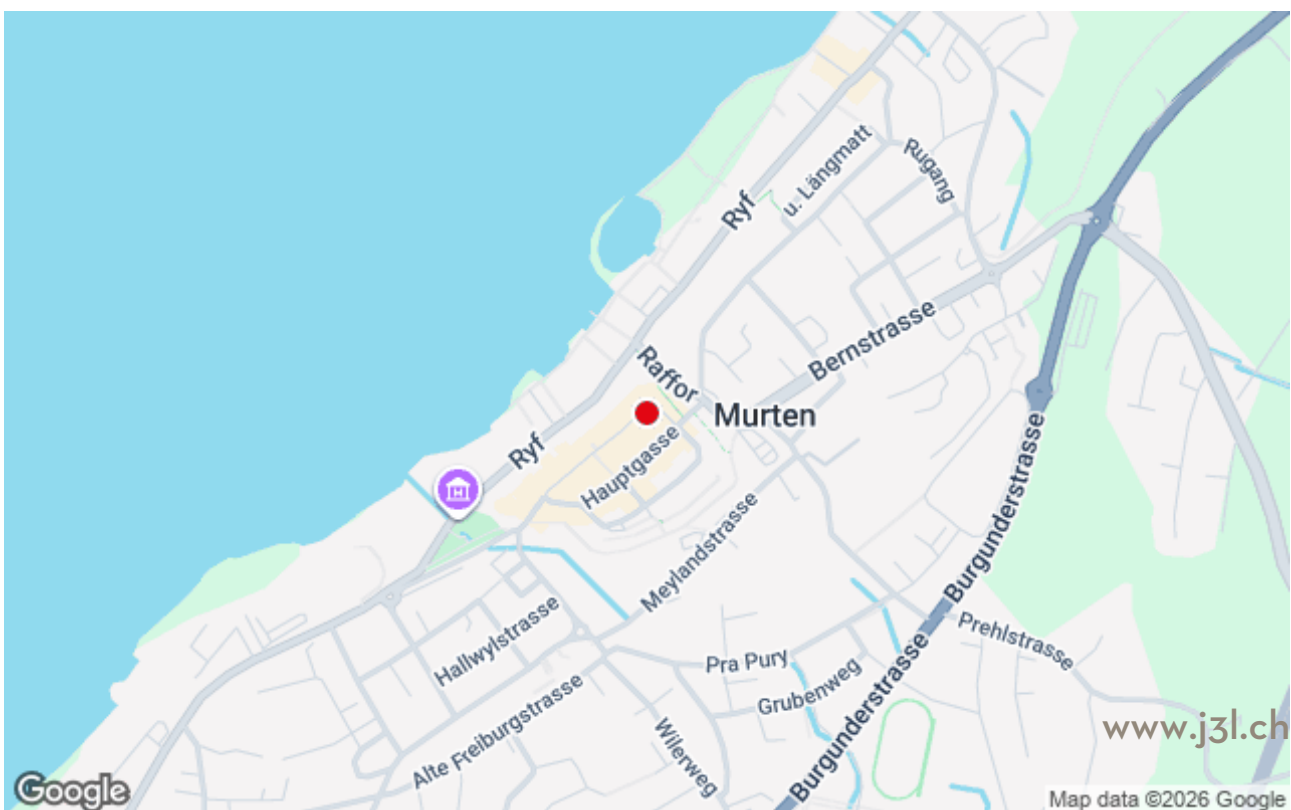 Rugang
u. Längmatt
Ryf
Bernstrasse
Raffor
Murten
Ryf
Hauptgasse
Burgunderstrasse
Meylandstrasse
Hallwylstrasse
Prehlstrasse
Pra Pury
Grubenweg
Alte Freiburgstrasse
Wilerweg
Burgunderstrasse
www.j3l.ch
Google
Map data ©2026 Google